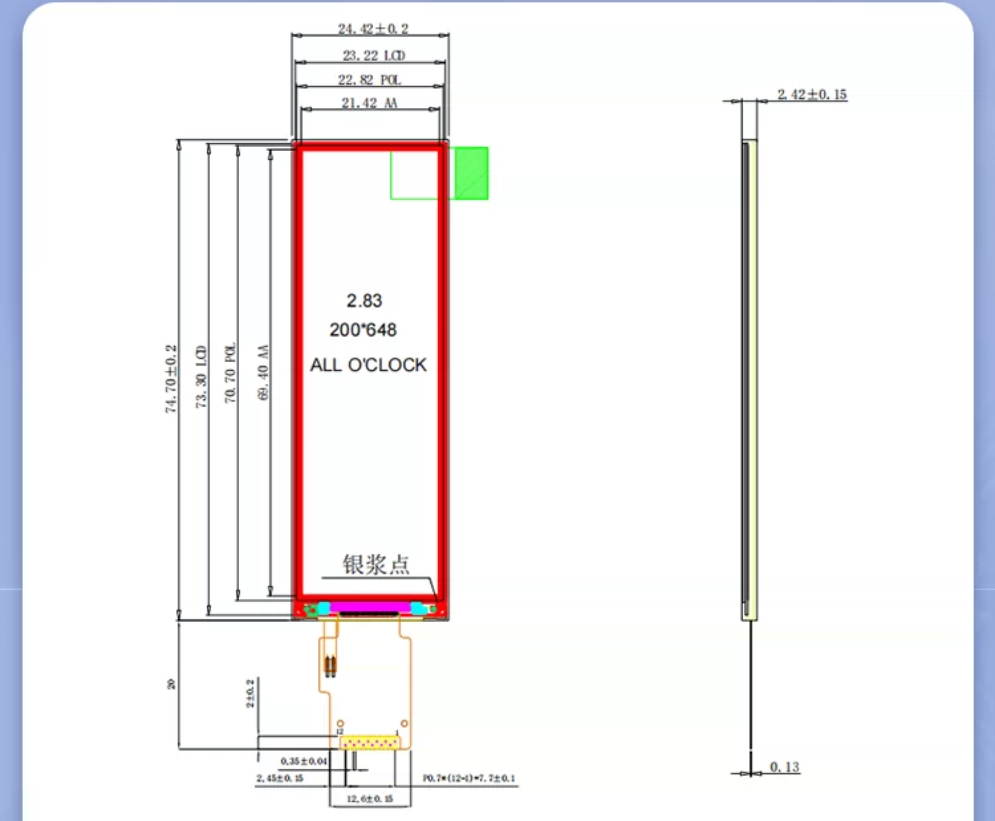 24.42±0.2
23.22 LCD
22.82 POL
21.42 AA
2.42±0.15
74.70±0.2
73.30 LCD
70.70 POL
69.40 AA
2.83
200*648
ALL O'CLOCK
银浆点
20
2±0.2
12
1
0.35±0.04
2.45±0.15
P0.7*(12-1)=7.7±0.1
12.6±0.15
0.13